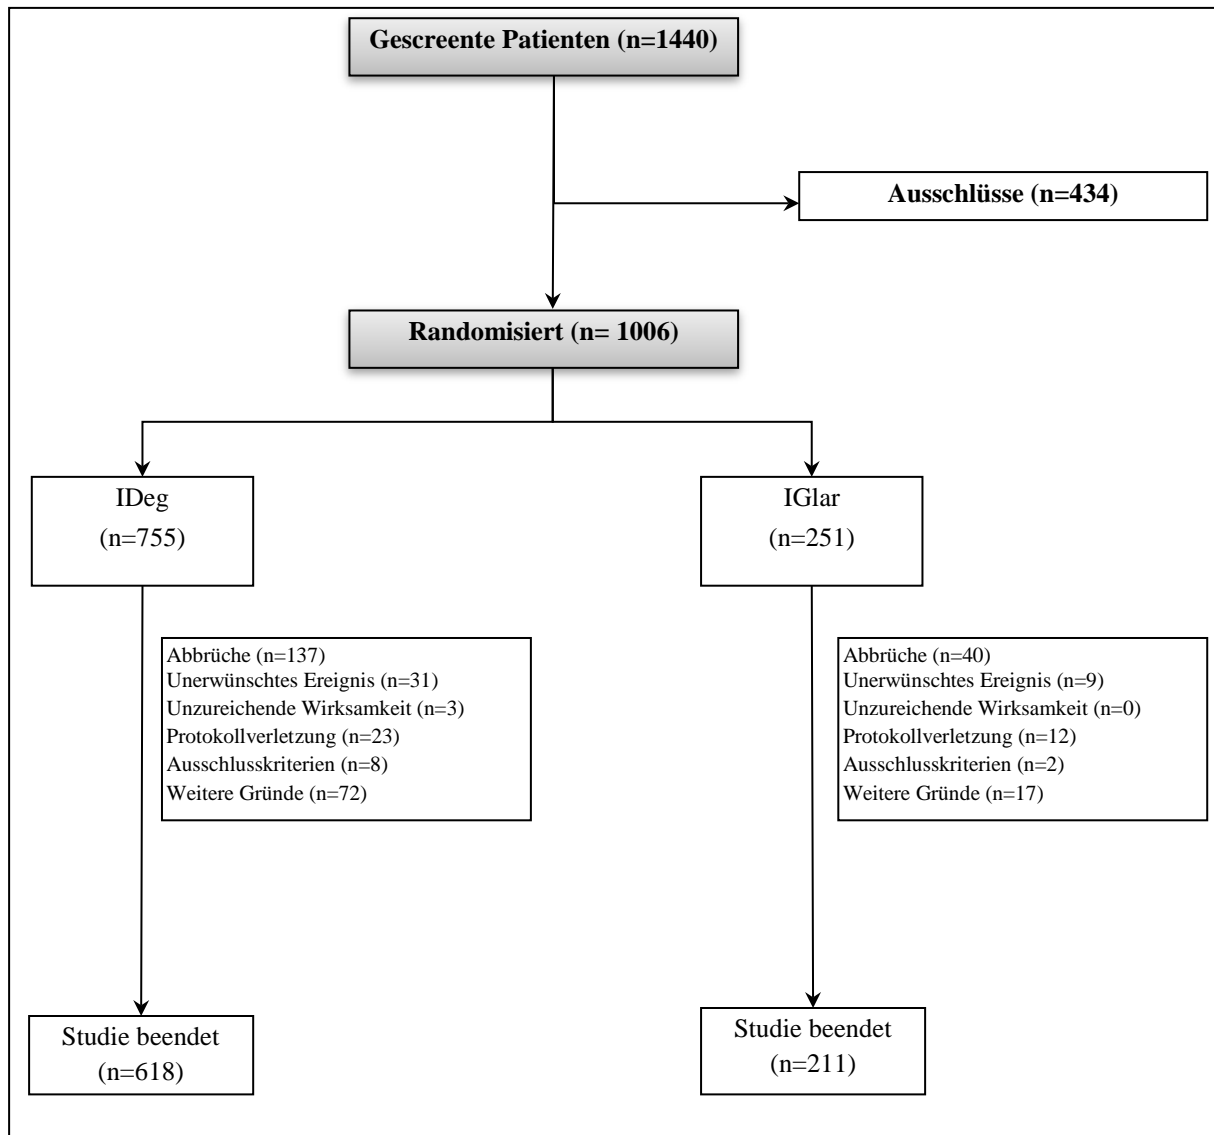 Gescreente Patienten (n=1440)
Ausschlüsse (n=434)
Randomisiert (n= 1006)
IDeg
(n=755)
IGlar
(n=251)
Abbrüche (n=137)
Unerwünschtes Ereignis (n=31)
Unzureichende Wirksamkeit (n=3)
Protokollverletzung (n=23)
Ausschlusskriterien (n=8)
Weitere Gründe (n=72)
Abbrüche (n=40)
Unerwünschtes Ereignis (n=9)
Unzureichende Wirksamkeit (n=0)
Protokollverletzung (n=12)
Ausschlusskriterien (n=2)
Weitere Gründe (n=17)
Studie beendet
(n=618)
Studie beendet
(n=211)